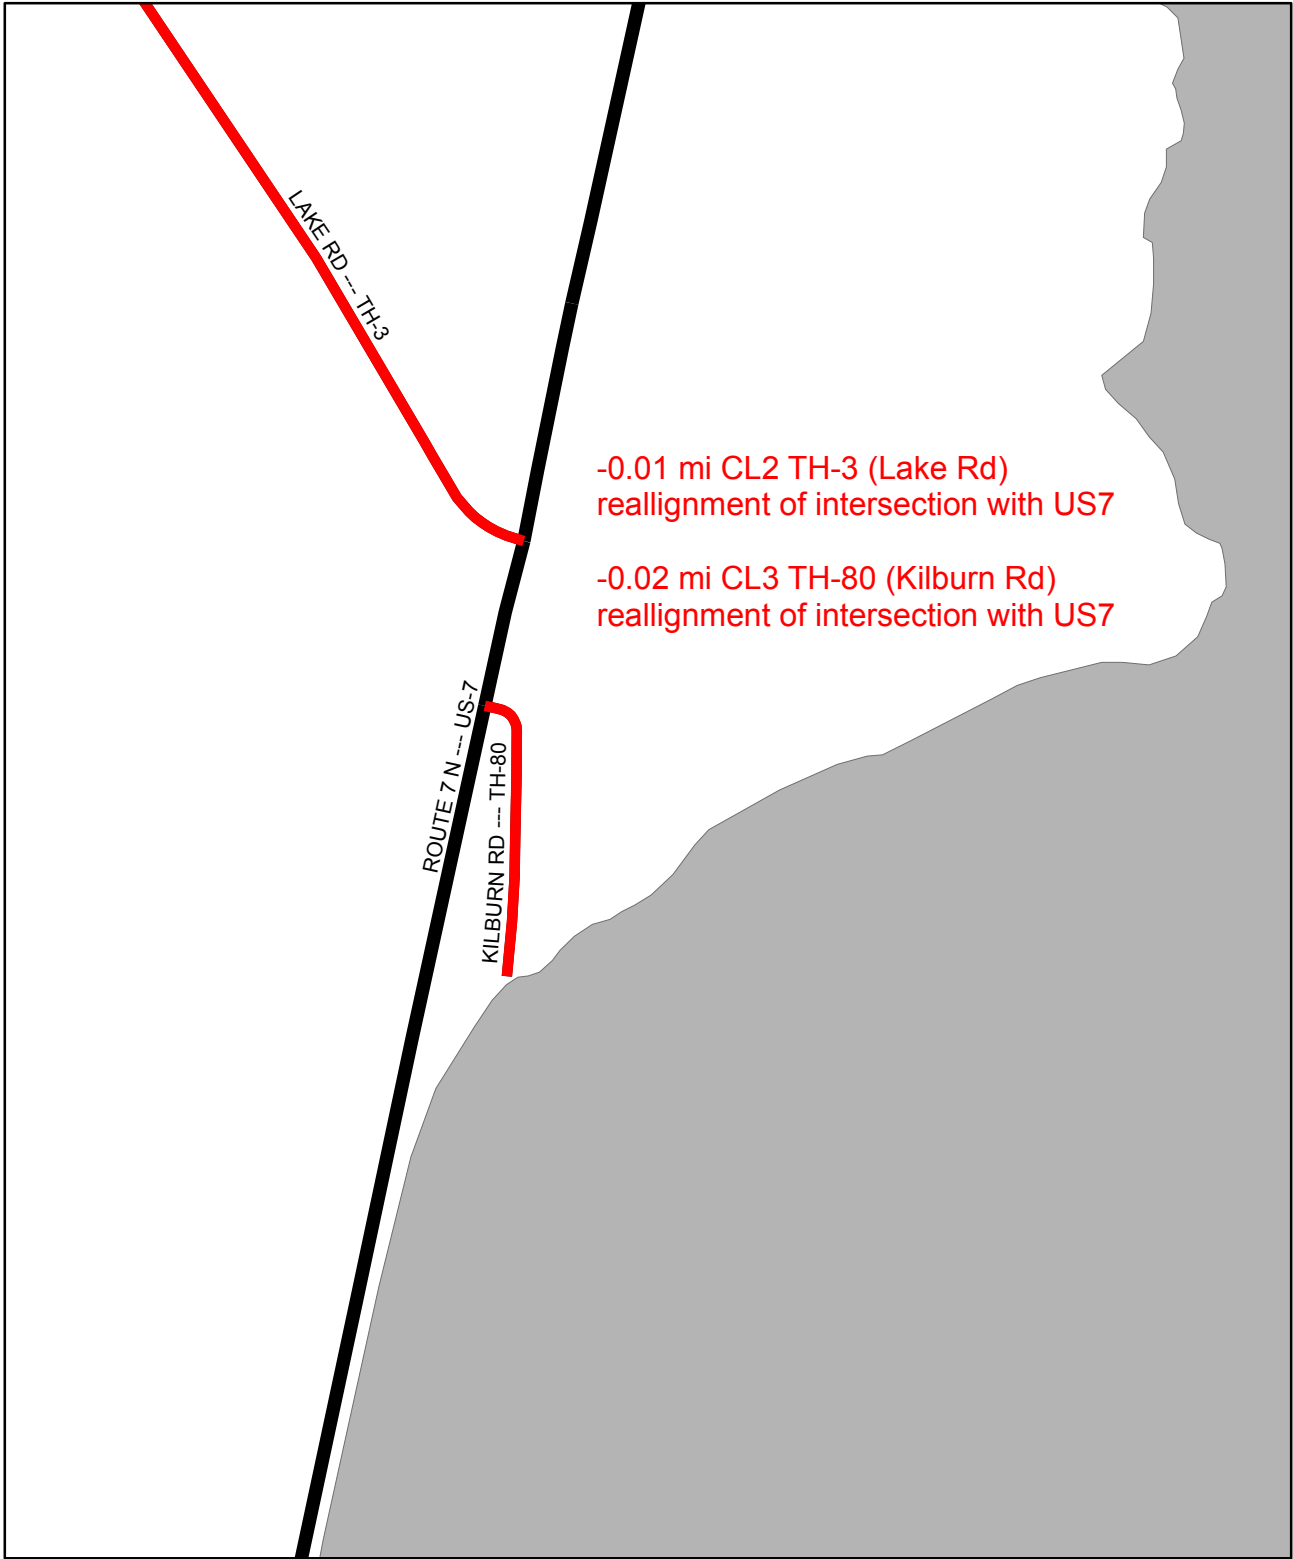 LAKE RD --- TH-3
-0.01 mi CL2 TH-3 (Lake Rd)
reallignment of intersection with US7
-0.02 mi CL3 TH-80 (Kilburn Rd)
reallignment of intersection with US7
ROUTE 7 N --- US-7
KILBURN RD --- TH-80